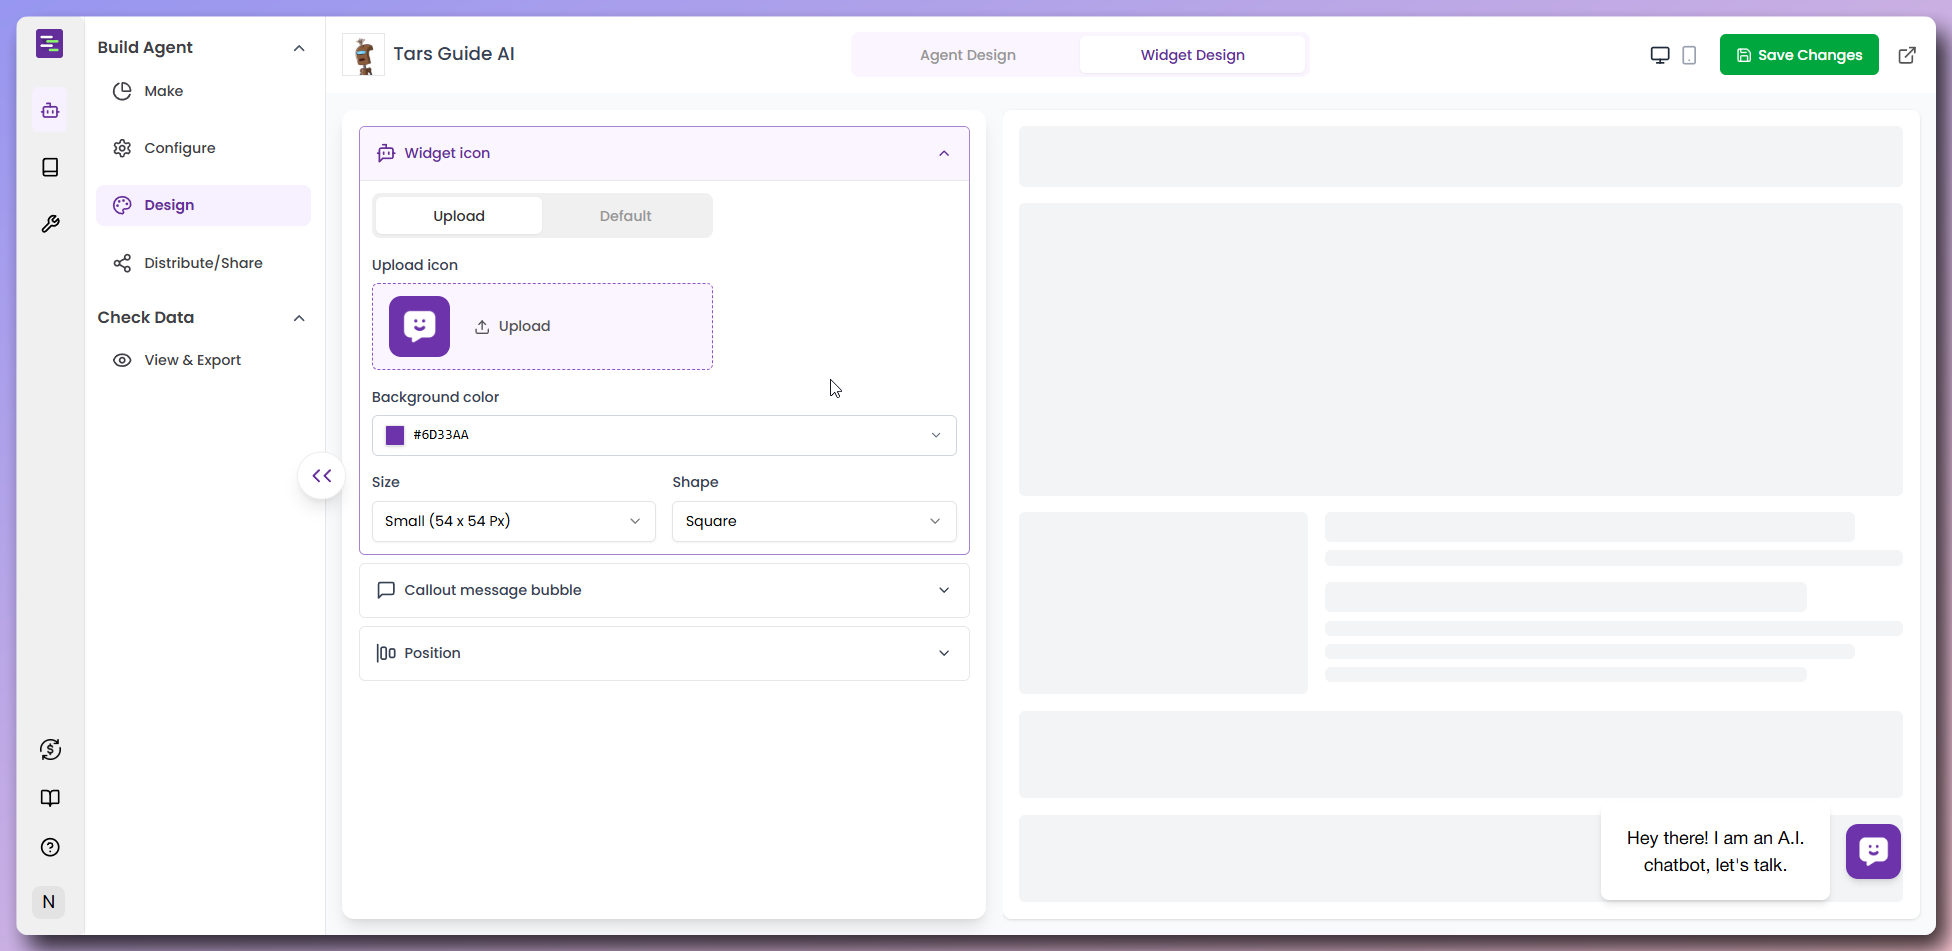 Build Agent
Make
Configure
Design
Distribute/Share
Check Data
View & Export
N
Tars Guide AI
Agent Design
Widget Design
Save Changes
Widget icon
Upload
Default
Upload icon
Upload
Background color
#6D33AA
Size
Shape
Small (54 x 54 Px)
Square
Callout message bubble
Position
Hey there! I am an A.I.
chatbot, let's talk.